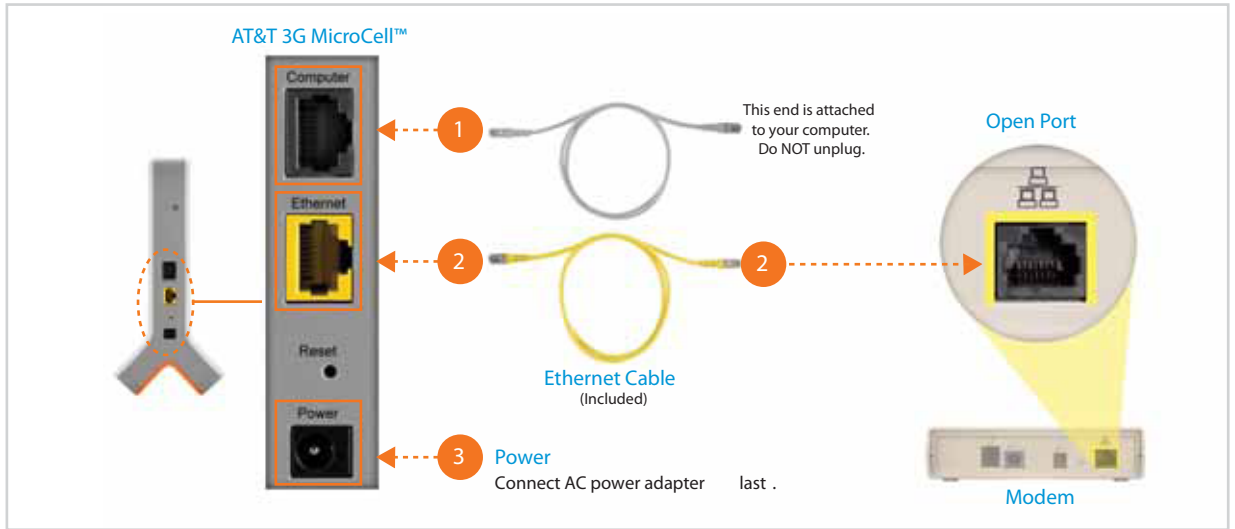 AT&T 3G MicroCell™
Computer
1
This end is attached
to your computer.
Do NOT unplug.
Open Port
Ethernet
2
2
Reset
Ethernet Cable
(Included)
Power
3
Power
Connect AC power adapter last .
Modem